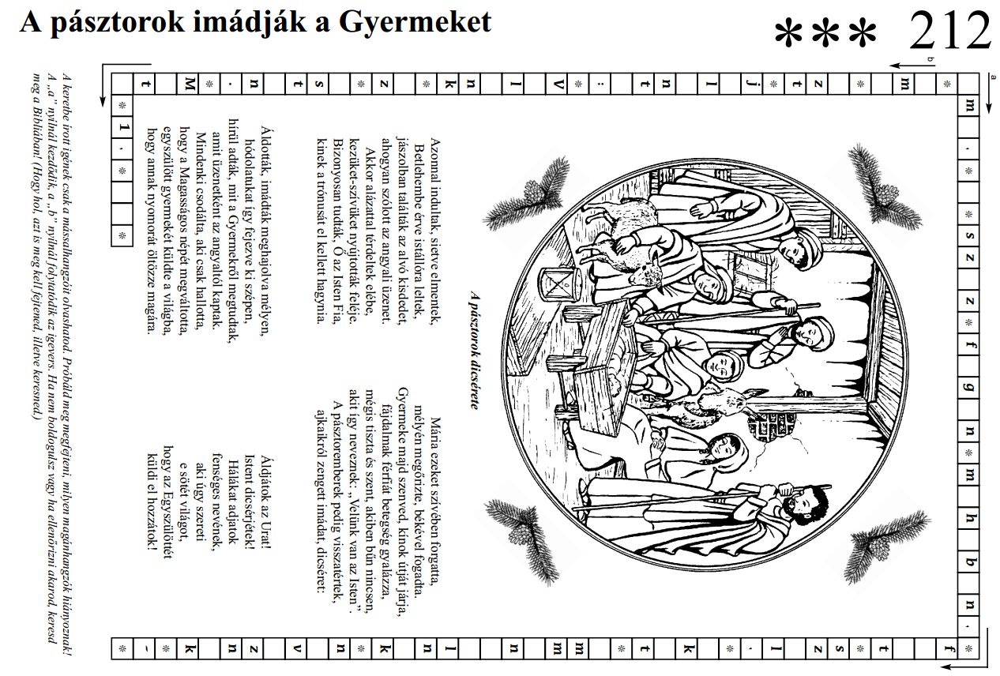 A pásztorok imádják a Gyermeket
*** 212
a
b
m . * * s z z * f g n * m h b n . *
* m * z t * j l n t : * V l n k * z * s t n . * M t
f t * s z l . * k t * m m n l n k * n v z n k * - *
* 1 . * *
A pásztorok dicsérete
Azonnal indultak, sietve elmentek,
Betlehembe érve istállóra leltek,
jászolban találták az alvó kisdedet,
ahogyan szólott az angyali üzenet.
Akkor alázattal térdeltek elébe,
kezüket-szívüket nyújtották feléje.
Bizonyosan tudták, Ő az Isten Fia,
kinek a trónusát el kellett hagynia.
Áldották, imádták meghajolva mélyen,
hódolatukat így fejezve ki szépen,
hírül adták, mit a Gyermekről megtudtak,
amit üzenetként az angyaltól kaptak.
Mindenki csodálta, aki csak hallotta,
hogy a Magasságos népét megváltotta,
egyszülött gyermekét küldte a világba,
hogy annak nyomorát öltözze magára.
Mária ezeket szívében forgatta,
mélyén megőrizte, békével fogadta.
Gyermeke majd szenved, kínok útját járja,
fájdalmak férfiát betegség gyalázza,
mégis tiszta és szent, akiben bűn nincsen,
akit így neveznek: „Velünk van az Isten”.
A pásztoremberek pedig visszatértek,
ajkaikról zengett imádat, dicséret:
Áldjátok az Urat!
Istent dicsérjétek!
Hálákat adjatok
fenséges nevének,
aki úgy szereti
e sötét világot,
hogy az Egyszülöttét
küldi el hozzátok!
A keretbe írott igének csak a mássalhangzóit olvashatod. Próbáld meg megfejteni, milyen magánhangzók hiányoznak!
A „a” nyílnál kezdődik, a „b” nyílnál folytatódik az igevers. Ha nem boldogulsz vagy ha ellenőrizni akarod, keresd
meg a Bibliában! (Hogy hol, azt is meg kell fejtened, illetve keresned.)